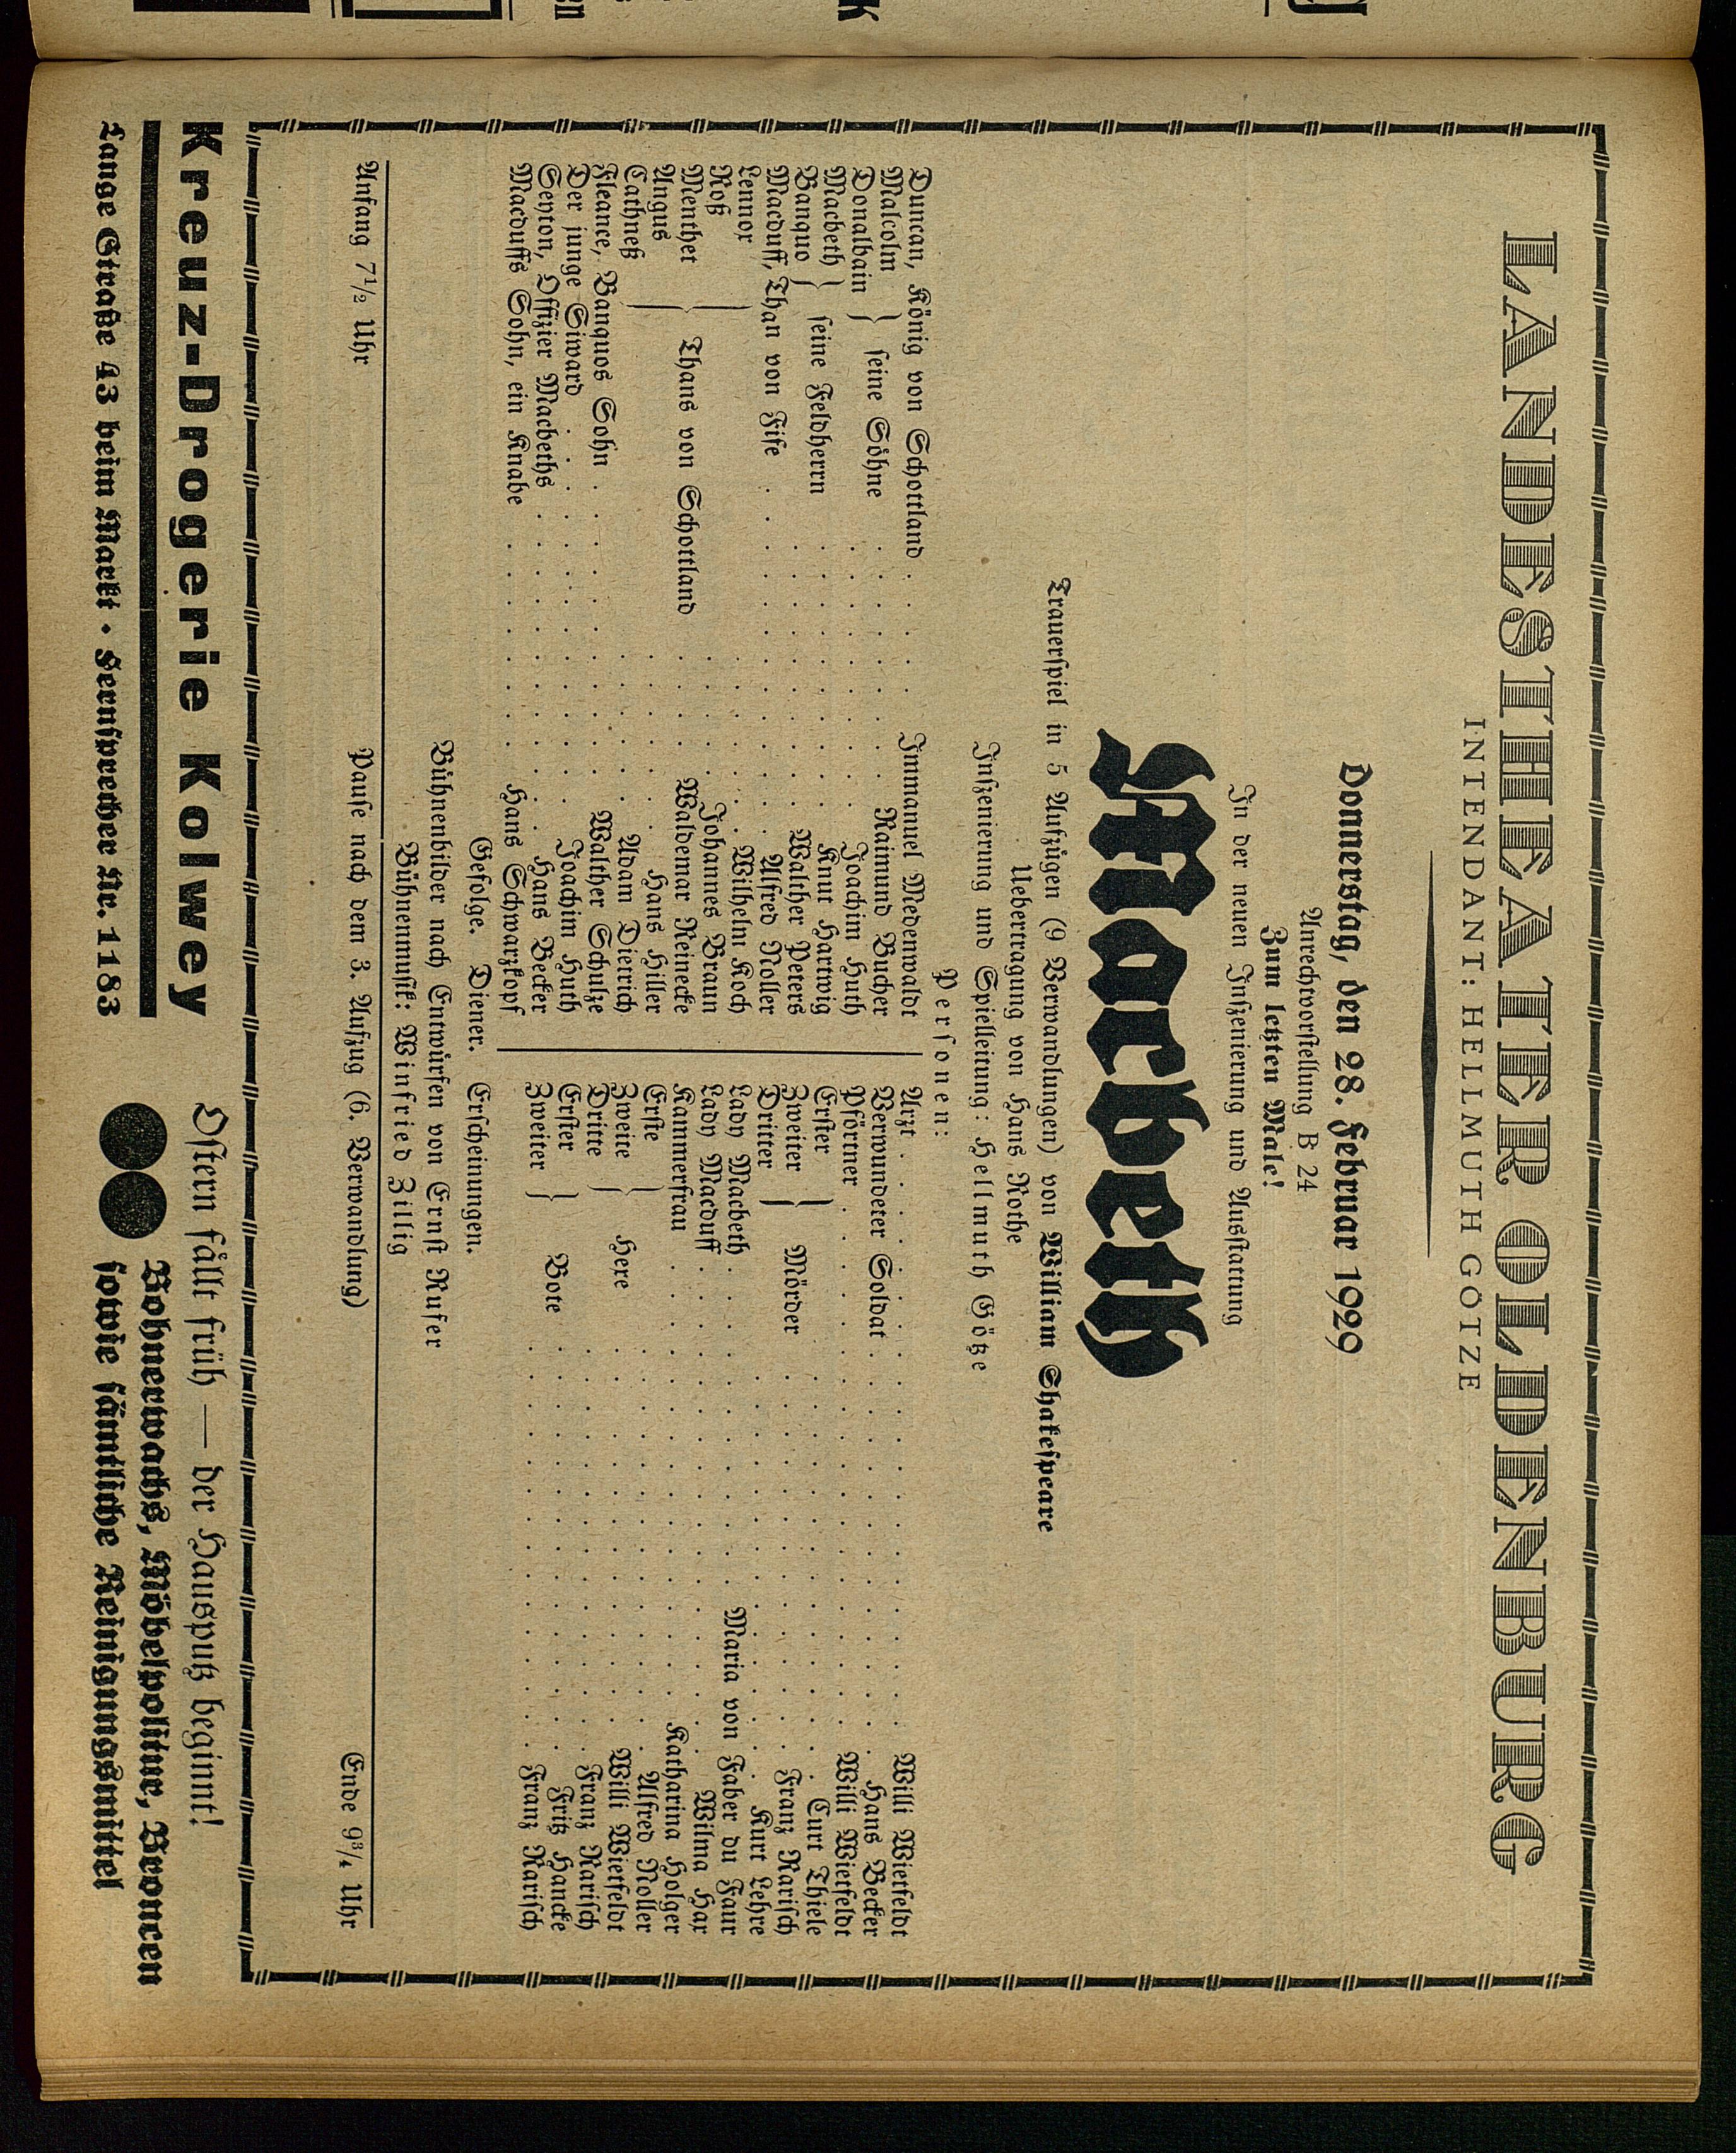 LANDESTHEATER OLDENBURG
INTENDANT: HELLMUTH GÖTZE
Donnerstag, den 28. Februar 1929
Anrechtvorstellung B 24
Zum letzten Male!
In der neuen Inszenierung und Ausstattung
Macbeth
Trauerspiel in 5 Aufzügen (9 Verwandlungen) von William Shakespeare
Uebertragung von Hans Rothe
Inszenierung und Spielleitung: Hellmuth Götze
Personen:
Duncan, König von Schottland . . . . . Immanuel Medenwaldt
Malcolm } seine Söhne . . . . . Raimund Bucher
Donalbain . . . . . Joachim Huth
Macbeth } seine Feldherrn . . . . . Knut Hartwig
Banquo . . . . . Walther Peters
Macduff, Than von Fife . . . . . Alfred Noller
Lennox . . . . . Wilhelm Koch
Roß . . . . . Johannes Braun
Menthet } Thans von Schottland . . . . . Waldemar Reinecke
Angus . . . . . Hans Hiller
Cathneß . . . . . Adam Dietrich
Fleance, Banquos Sohn . . . . . Walther Schulze
Der junge Siward . . . . . Joachim Huth
Seyton, Offizier Macbeths . . . . . Hans Becker
Macduffs Sohn, ein Knabe . . . . . Hans Schwarzkopf
Arzt . . . . . Willi Wierfeldt
Verwundeter Soldat . . . . . Hans Becker
Pförtner . . . . . Willi Wierfeldt
Erster . . . . . Curt Thiele
Zweiter } Mörder . . . . . Franz Rarisch
Dritter . . . . . Kurt Lehre
Lady Macbeth . . . . . Maria von Faber du Faur
Lady Macduff . . . . . Wilma Har
Kammerfrau . . . . . Katharina Holger
Erste . . . . . Alfred Noller
Zweite } Hexe . . . . . Willi Wierfeldt
Dritte . . . . . Franz Rarisch
Erster } Bote . . . . . Fritz Hancke
Zweiter . . . . . Franz Rarisch
Gefolge. Diener. Erscheinungen.
Bühnenbilder nach Entwürfen von Ernst Rufer
Bühnenmusik: Winfried Zillig
Anfang 7½ Uhr Pause nach dem 3. Aufzug (6. Verwandlung) Ende 9¾ Uhr
Kreuz-Drogerie Kolwey
Lange Straße 43 beim Markt · Fernsprecher Nr. 1183
Ostern fällt früh — der Hausputz beginnt!
Bohnerwachs, Möbelpolitur, Broncen
sowie sämtliche Reinigungsmittel